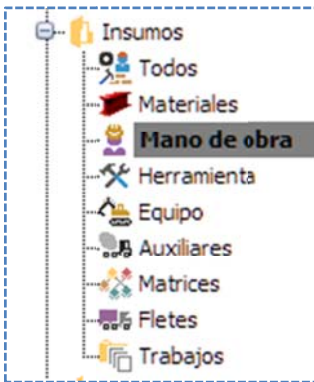 Insumos
Todos
Materiales
Mano de obra
Herramienta
Equipo
Auxiliares
Matrices
Fletes
Trabajos